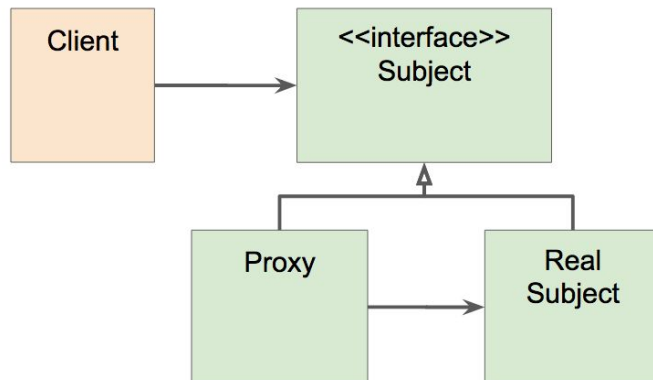 Client
<<interface>>
Subject
Proxy
Real
Subject